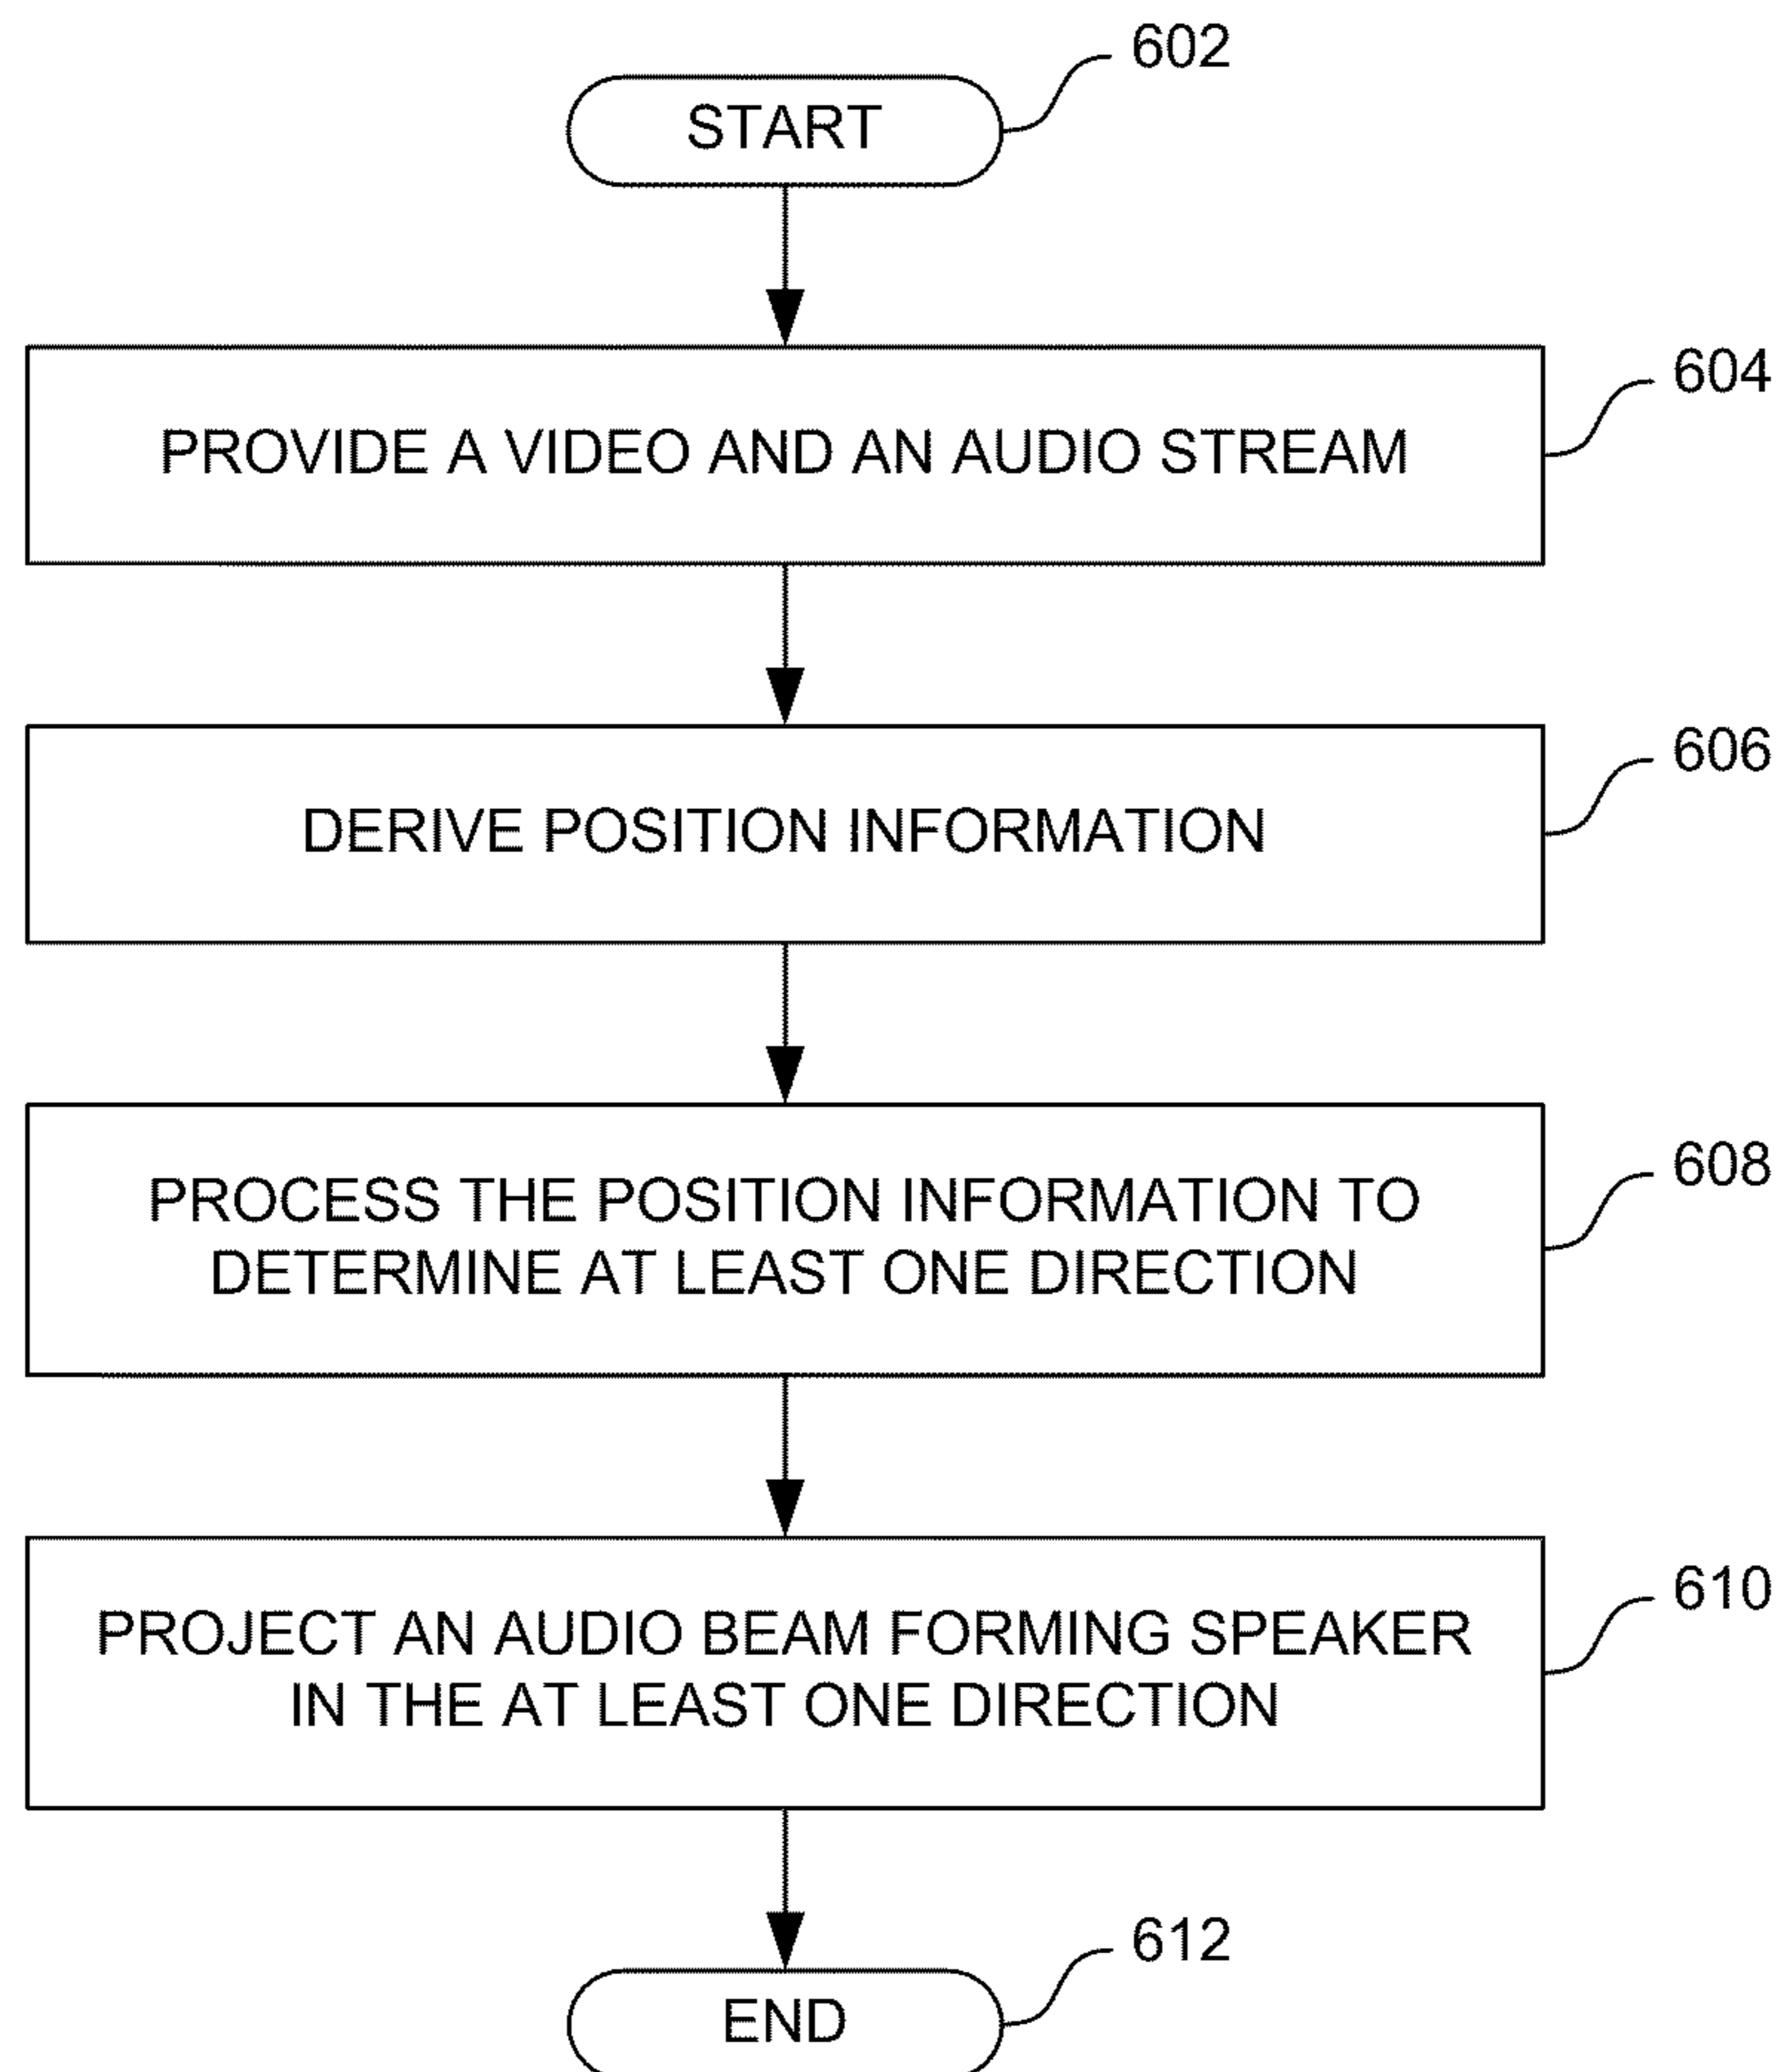 602
START
604
PROVIDE A VIDEO AND AN AUDIO STREAM
606
DERIVE POSITION INFORMATION
608
PROCESS THE POSITION INFORMATION TO
DETERMINE AT LEAST ONE DIRECTION
610
PROJECT AN AUDIO BEAM FORMING SPEAKER
IN THE AT LEAST ONE DIRECTION
612
END